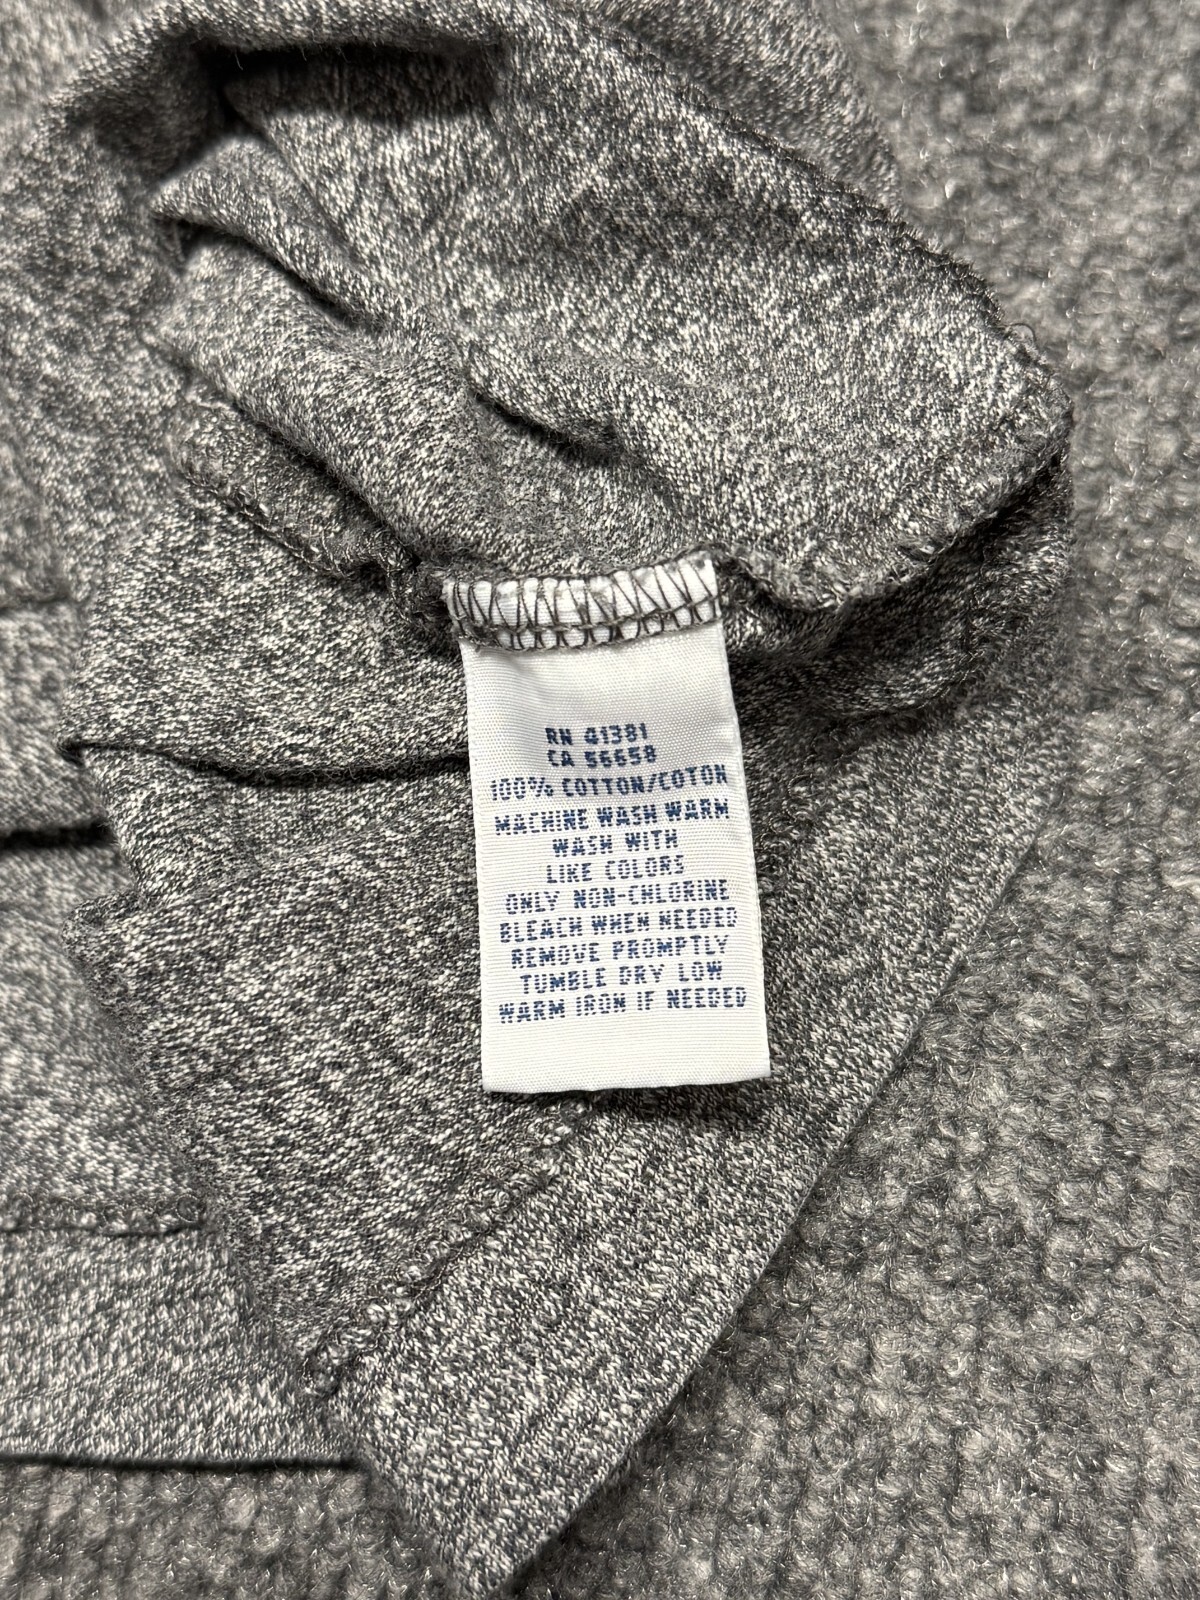 RN 41381
CA 56658
100% COTTON/COTON
MACHINE WASH WARM
WASH WITH
LIKE COLORS
ONLY NON-CHLORINE
BLEACH WHEN NEEDED
REMOVE PROMPTLY
TUMBLE DRY LOW
WARM IRON IF NEEDED